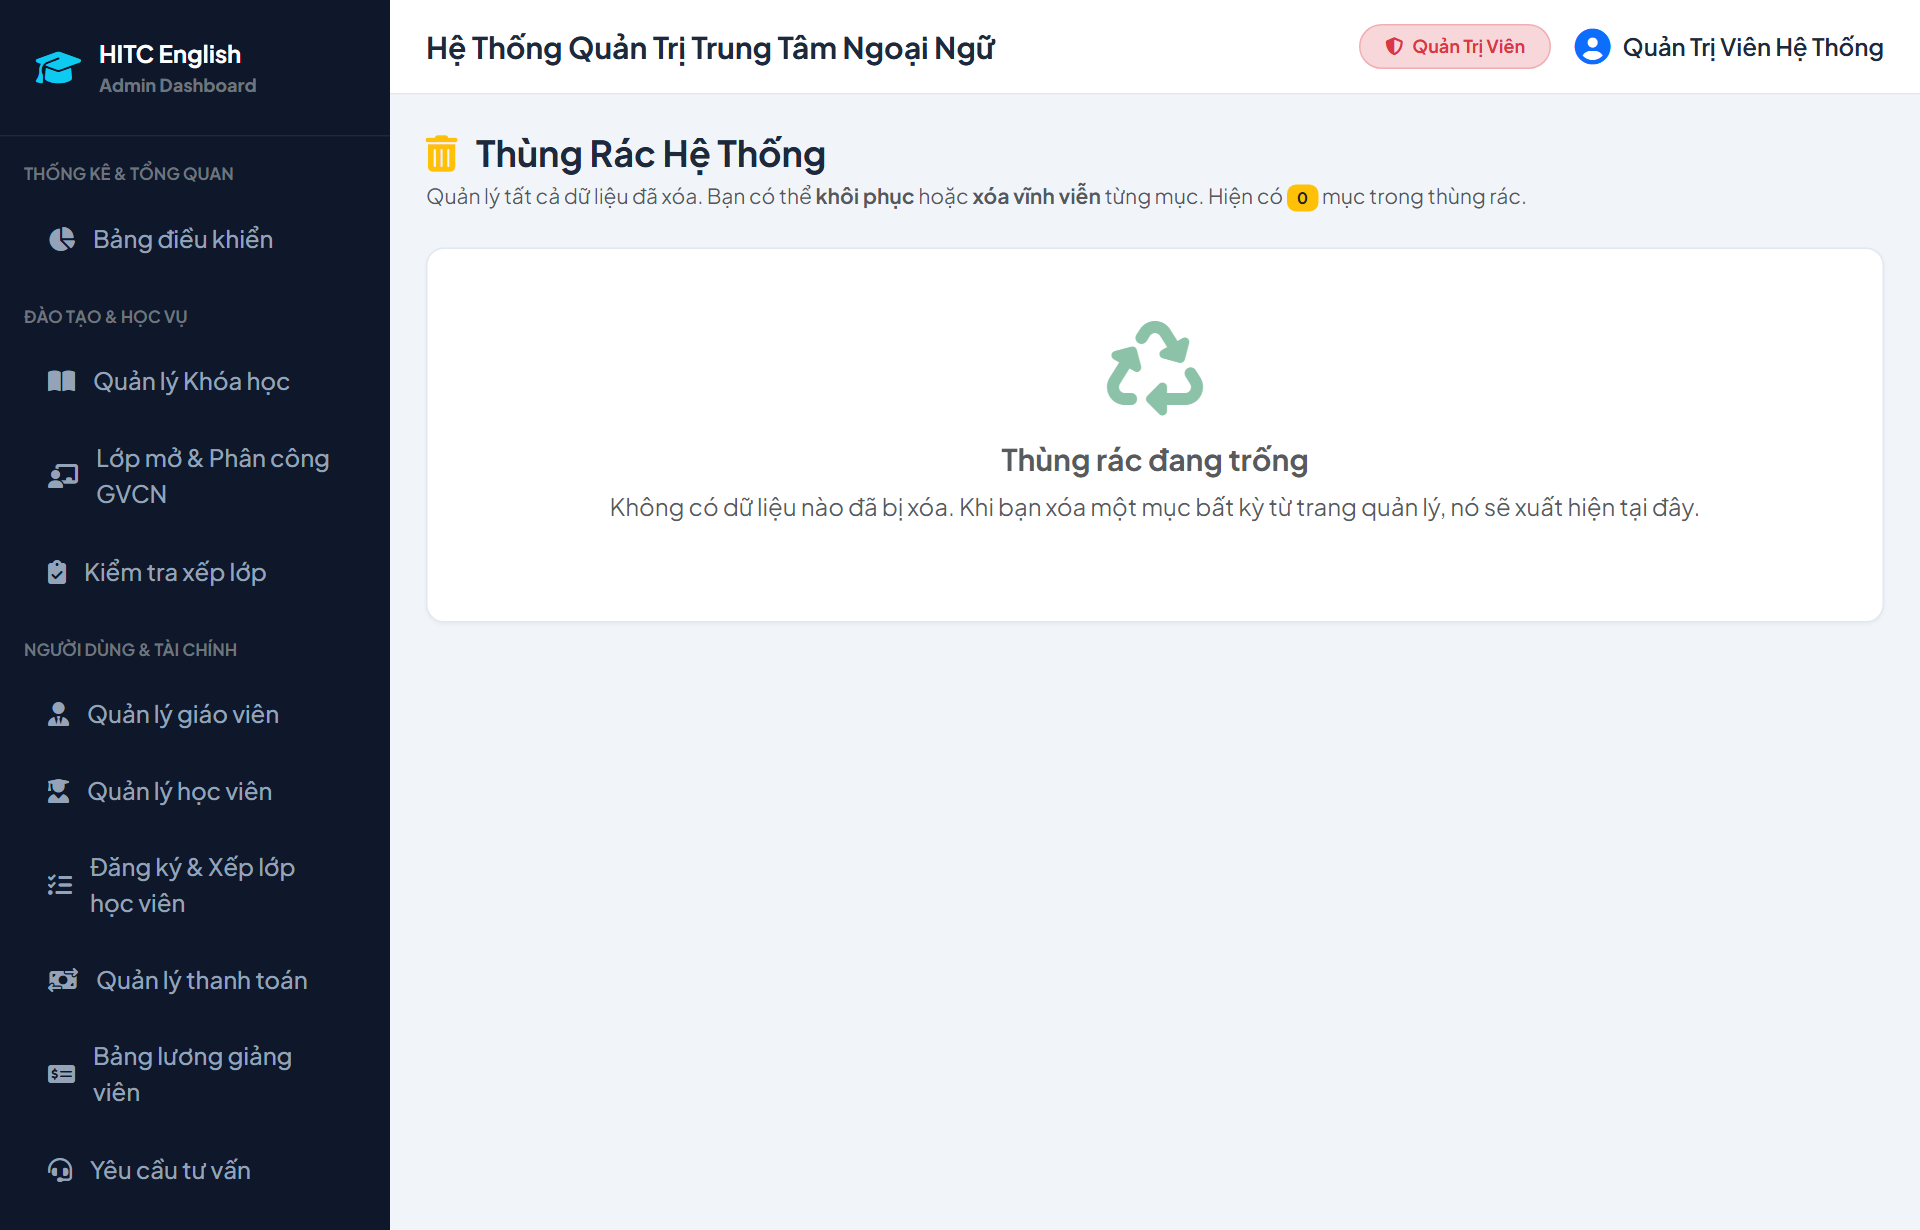 HITC English
Admin Dashboard
THỐNG KÊ & TỔNG QUAN
Bảng điều khiển
ĐÀO TẠO & HỌC VỤ
Quản lý Khóa học
Lớp mở & Phân công
GVCN
Kiểm tra xếp lớp
NGƯỜI DÙNG & TÀI CHÍNH
Quản lý giáo viên
Quản lý học viên
Đăng ký & Xếp lớp
học viên
Quản lý thanh toán
Bảng lương giảng
viên
Yêu cầu tư vấn
Hệ Thống Quản Trị Trung Tâm Ngoại Ngữ
Quản Trị Viên
Quản Trị Viên Hệ Thống
Thùng Rác Hệ Thống
Quản lý tất cả dữ liệu đã xóa. Bạn có thể khôi phục hoặc xóa vĩnh viễn từng mục. Hiện có 0 mục trong thùng rác.
Thùng rác đang trống
Không có dữ liệu nào đã bị xóa. Khi bạn xóa một mục bất kỳ từ trang quản lý, nó sẽ xuất hiện tại đây.